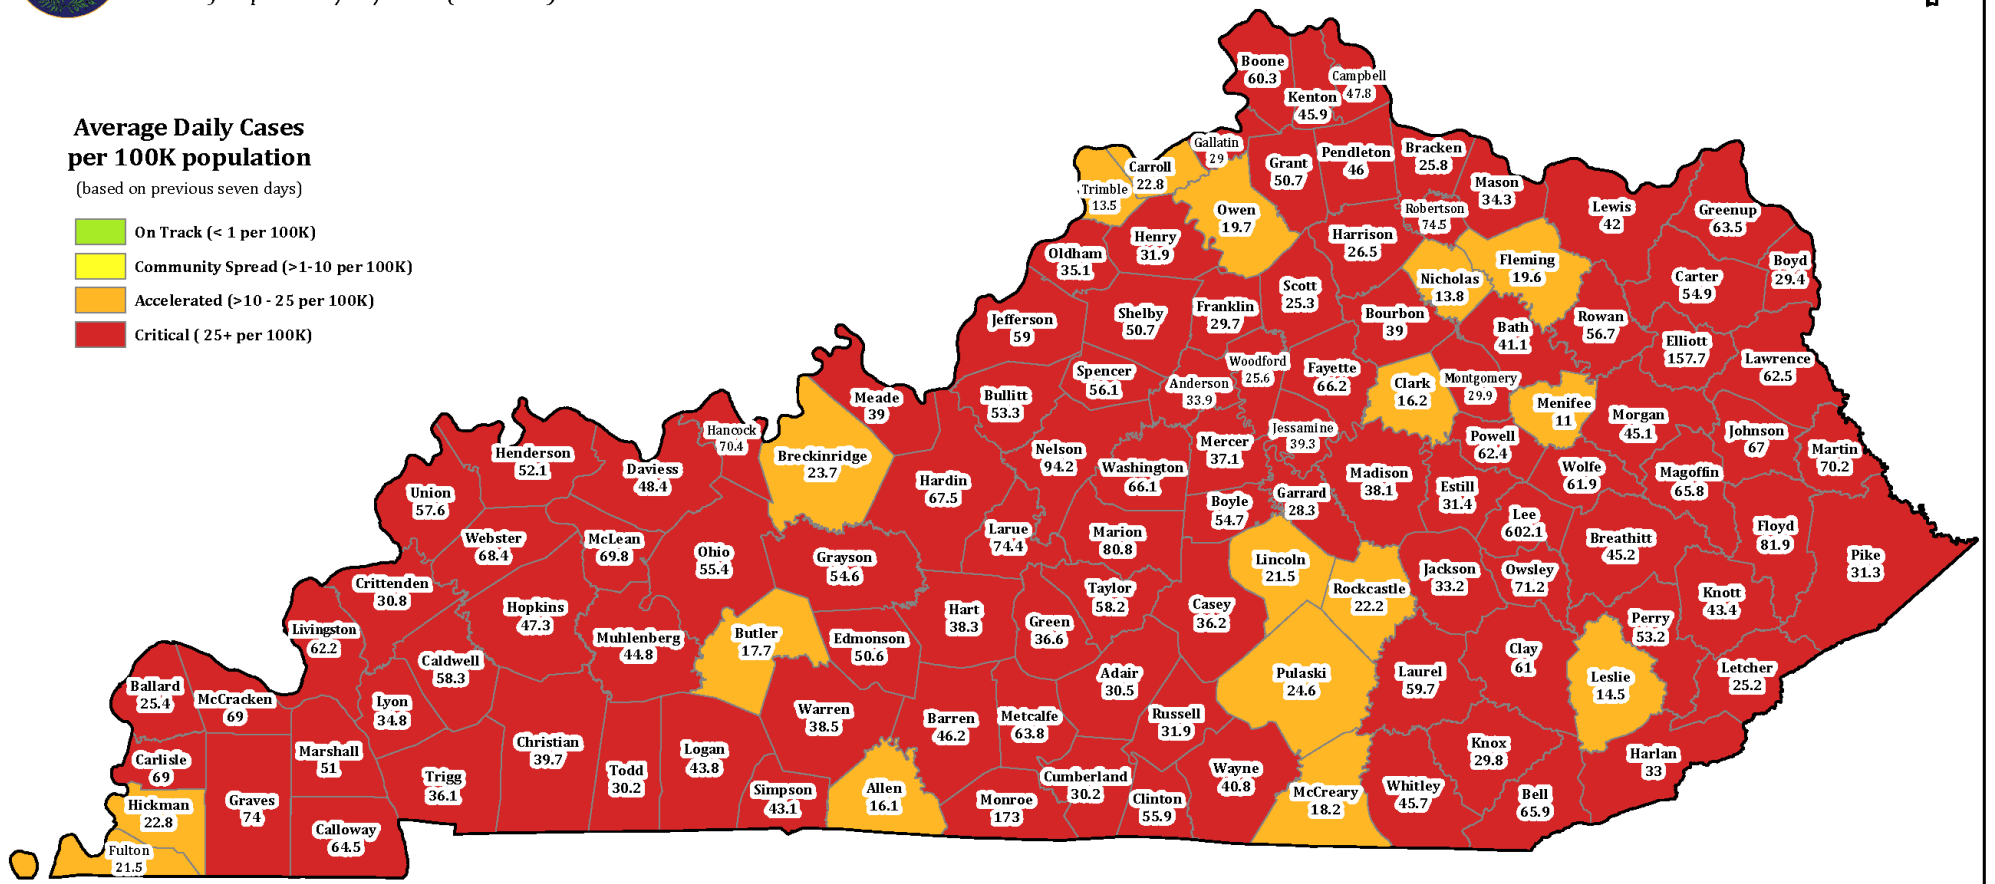 Average Daily Cases
per 100K population
(based on previous seven days)
On Track (< 1 per 100K)
Community Spread (>1-10 per 100K)
Accelerated (>10 - 25 per 100K)
Critical ( 25+ per 100K)
Boone
60.3
Campbell
47.8
Kenton
45.9
Gallatin
29
Carroll
22.8
Trimble
13.5
Grant
50.7
Pendleton
46
Bracken
25.8
Mason
34.3
Owen
19.7
Robertson
74.5
Lewis
42
Greenup
63.5
Henry
31.9
Oldham
35.1
Harrison
26.5
Nicholas
13.8
Fleming
19.6
Carter
54.9
Boyd
29.4
Scott
25.3
Franklin
29.7
Shelby
50.7
Jefferson
59
Bourbon
39
Bath
41.1
Rowan
56.7
Elliott
157.7
Lawrence
62.5
Spencer
56.1
Anderson
33.9
Woodford
25.6
Fayette
66.2
Clark
16.2
Montgomery
29.9
Menifee
11
Morgan
45.1
Johnson
67
Martin
70.2
Meade
39
Bullitt
53.3
Hancock
70.4
Breckinridge
23.7
Henderson
52.1
Daviess
48.4
Union
57.6
Hardin
67.5
Nelson
94.2
Washington
66.1
Mercer
37.1
Jessamine
39.3
Madison
38.1
Powell
62.4
Estill
31.4
Wolfe
61.9
Magoffin
65.8
Boyle
54.7
Garrard
28.3
Lee
602.1
Breathitt
45.2
Floyd
81.9
Pike
31.3
Webster
68.4
McLean
69.8
Ohio
55.4
Grayson
54.6
Larue
74.4
Marion
80.8
Lincoln
21.5
Rockcastle
22.2
Jackson
33.2
Owsley
71.2
Knott
43.4
Crittenden
30.8
Hopkins
47.3
Muhlenberg
44.8
Butler
17.7
Edmonson
50.6
Hart
38.3
Green
36.6
Taylor
58.2
Casey
36.2
Perry
53.2
Livingston
62.2
Caldwell
58.3
Lyon
34.8
Adair
30.5
Pulaski
24.6
Laurel
59.7
Clay
61
Leslie
14.5
Letcher
25.2
Ballard
25.4
McCracken
69
Marshall
51
Christian
39.7
Todd
30.2
Logan
43.8
Warren
38.5
Barren
46.2
Metcalfe
63.8
Russell
31.9
Knox
29.8
Harlan
33
Carlisle
69
Trigg
36.1
Simpson
43.1
Allen
16.1
Monroe
173
Cumberland
30.2
Clinton
55.9
Wayne
40.8
McCreary
18.2
Whitley
45.7
Bell
65.9
Hickman
22.8
Graves
74
Calloway
64.5
Fulton
21.5